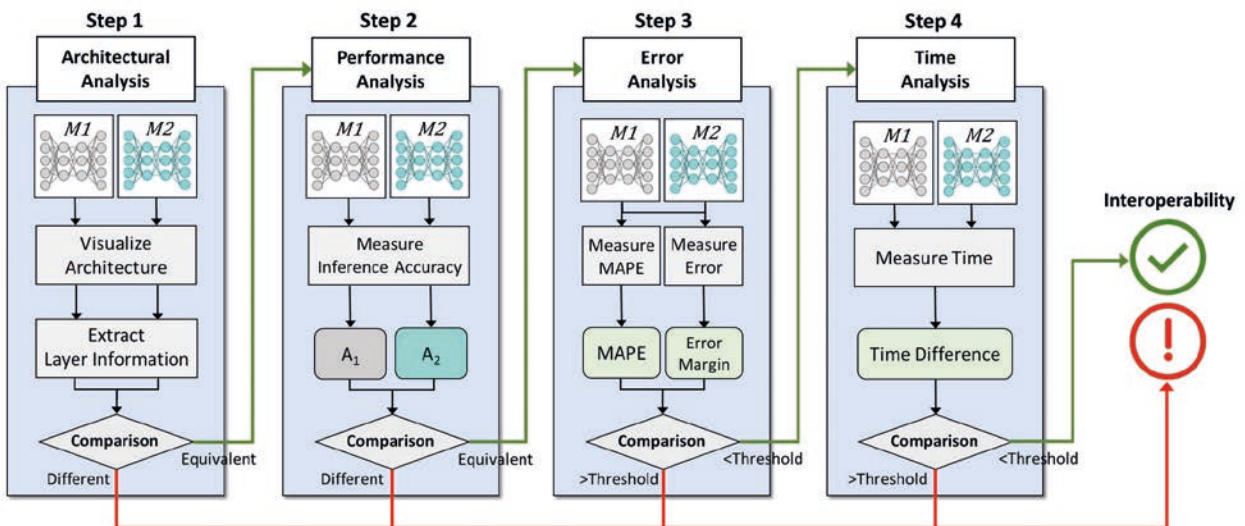 Step 1
Architectural
Analysis
M1
M2
Visualize
Architecture
Extract
Layer Information
Comparison
Equivalent
Different
Step 2
Performance
Analysis
M1
M2
Measure
Inference Accuracy
A₁
A₂
Comparison
Equivalent
Different
Step 3
Error
Analysis
M1
M2
Measure
MAPE
Measure
Error
MAPE
Error
Margin
Comparison
<Threshold
>Threshold
Step 4
Time
Analysis
M1
M2
Measure Time
Time Difference
Comparison
<Threshold
>Threshold
Interoperability
!